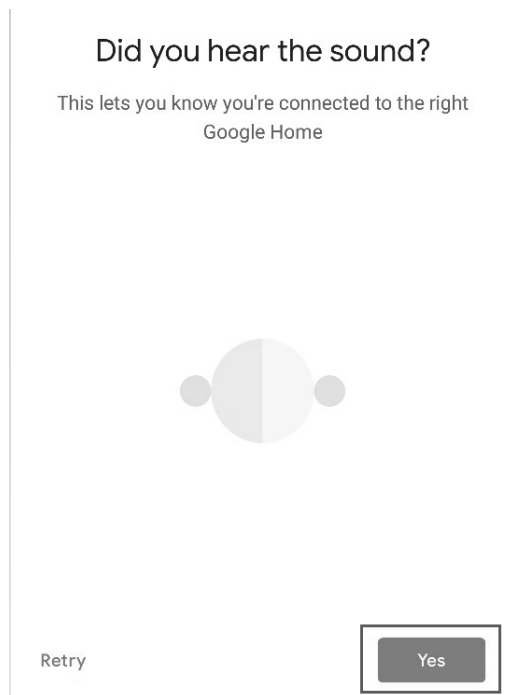 Did you hear the sound?
This lets you know you're connected to the right
Google Home
Retry
Yes